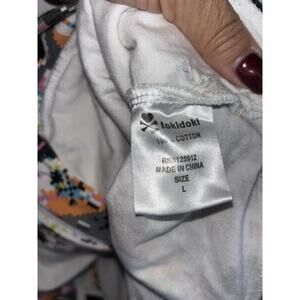 tokidoki
100% COTTON
RN#125912
MADE IN CHINA
SIZE
L